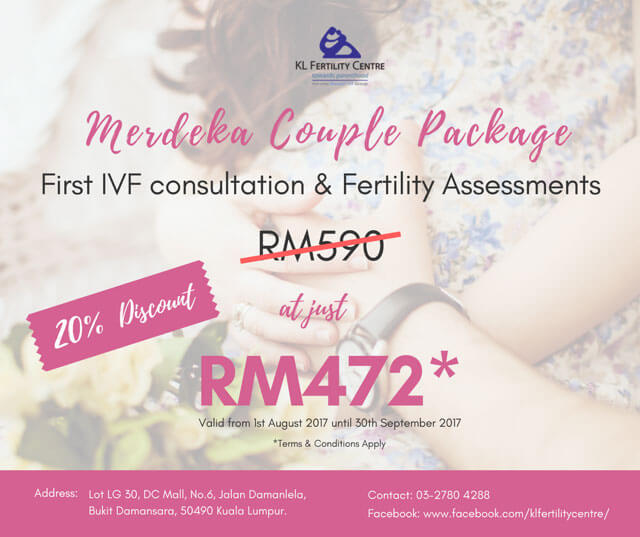 KL FERTILITY CENTRE
towards parenthood
Merdeka Couple Package
First IVF consultation & Fertility Assessments
RM590
20% Discount
at just
RM472*
Valid from 1st August 2017 until 30th September 2017
*Terms & Conditions Apply
Address: Lot LG 30, DC Mall, No.6, Jalan Damanlela,
Bukit Damansara, 50490 Kuala Lumpur.
Contact: 03-2780 4288
Facebook: www.facebook.com/klfertilitycentre/